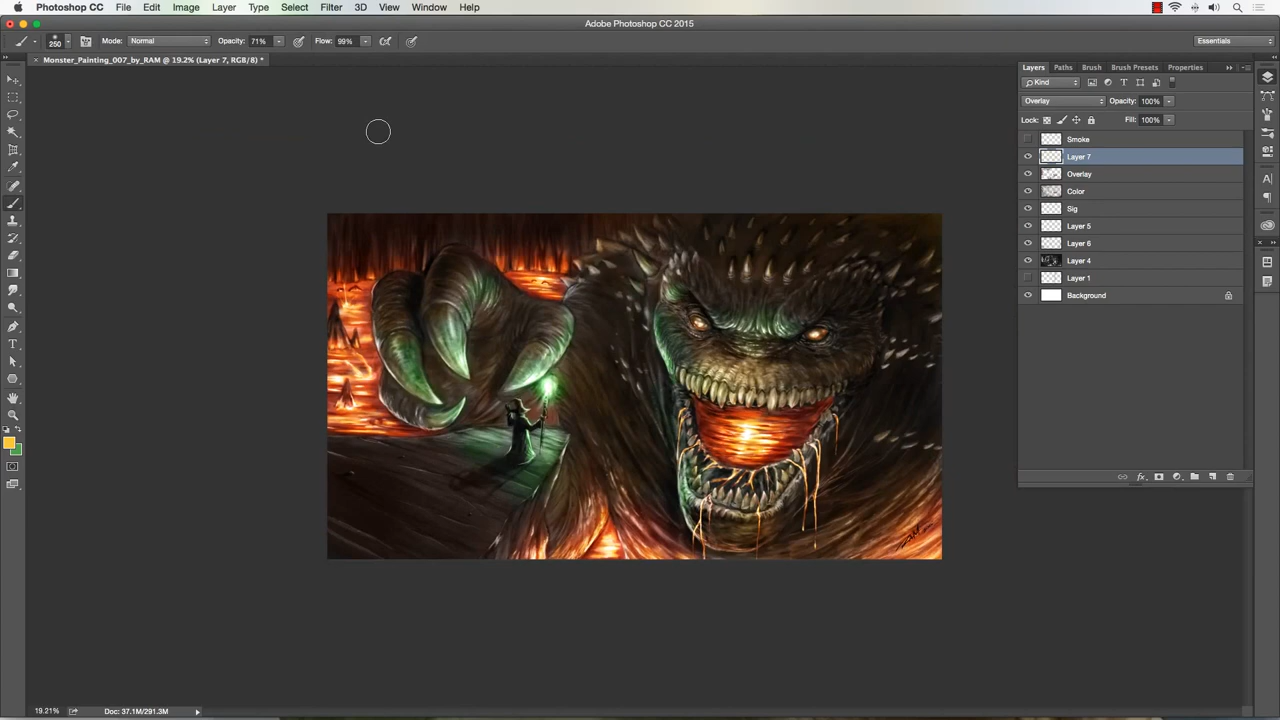 Photoshop CC File Edit Image Layer Type Select Filter 3D View Window Help
Adobe Photoshop CC 2015
250 Mode: Normal Opacity: 71% Flow: 99% Essentials
× Monster_Painting_007_by_RAM @ 19.2% (Layer 7, RGB/8) *
Layers Paths Brush Brush Presets Properties
Kind
Overlay Opacity: 100%
Lock: Fill: 100%
Smoke
Layer 7
Overlay
Color
Sig
Layer 5
Layer 6
Layer 4
Layer 1
Background
fx
19.21% Doc: 37.1M/291.3M